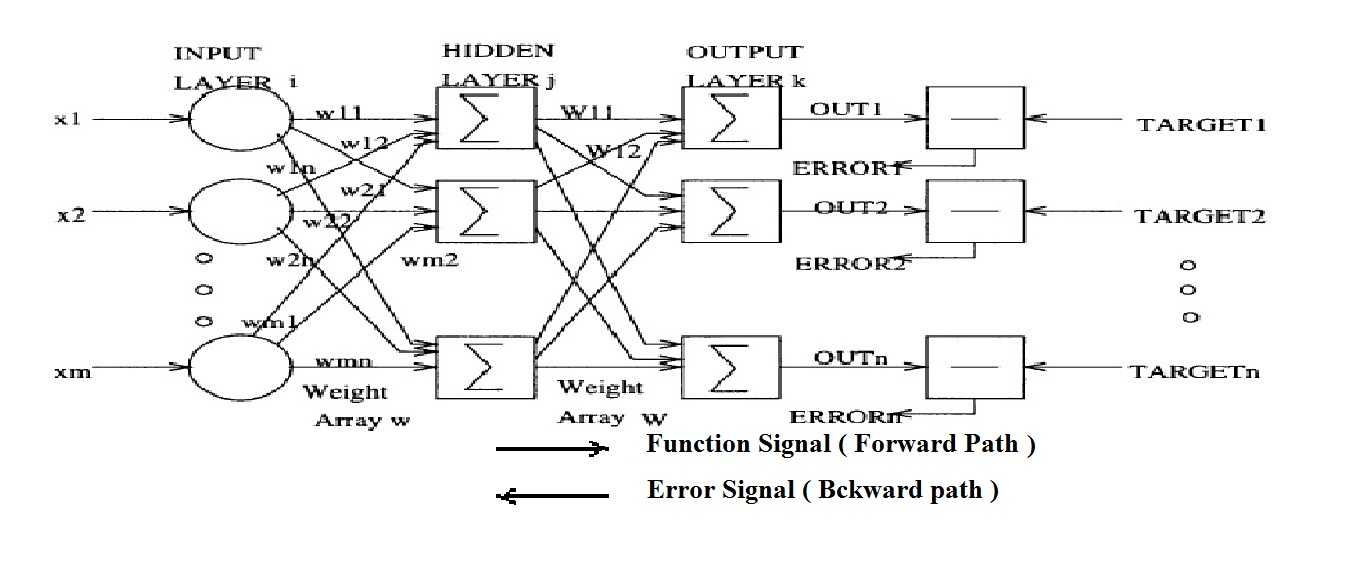 INPUT
LAYER i
HIDDEN
LAYER j
OUTPUT
LAYER k
x1
w11
W11
OUT1
TARGET1
w12
W12
w1n
ERROR1
w21
x2
w22
OUT2
TARGET2
w2n
wm2
ERROR2
wm1
xm
wmn
OUTn
TARGETn
Weight
Array w
Weight
Array W
ERRORn
Function Signal ( Forward Path )
Error Signal ( Bckward path )